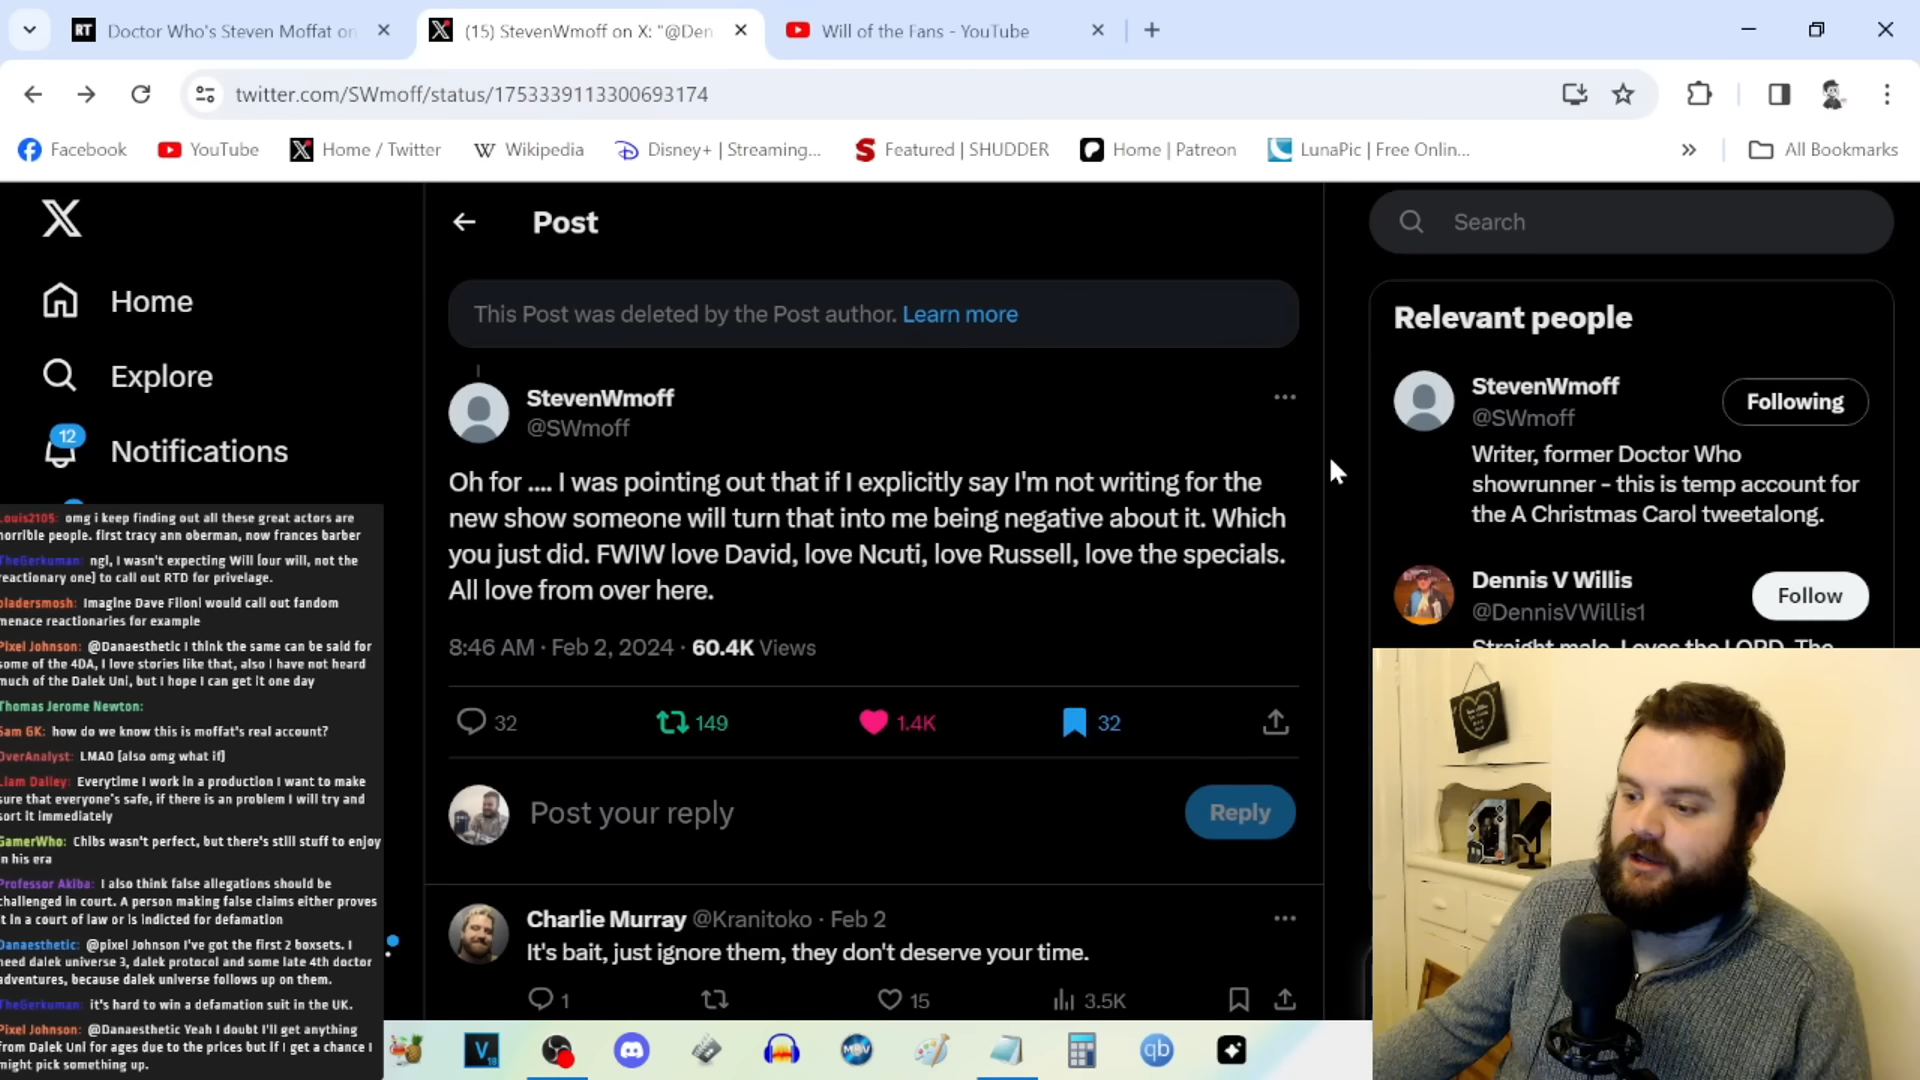 RT Doctor Who's Steven Moffat on
(15) StevenWmoff on X: "@Den
Will of the Fans - YouTube
twitter.com/SWmoff/status/1753339113300693174
Facebook
YouTube
Home / Twitter
Wikipedia
Disney+ | Streaming...
Featured | SHUDDER
Home | Patreon
LunaPic | Free Onlin...
All Bookmarks
Home
Explore
12
Notifications
Post
This Post was deleted by the Post author. Learn more
StevenWmoff
@SWmoff
Oh for .... I was pointing out that if I explicitly say I'm not writing for the
new show someone will turn that into me being negative about it. Which
you just did. FWIW love David, love Ncuti, love Russell, love the specials.
All love from over here.
8:46 AM · Feb 2, 2024 · 60.4K Views
32
149
1.4K
32
Post your reply
Reply
Charlie Murray @Kranitoko · Feb 2
It's bait, just ignore them, they don't deserve your time.
1
15
3.5K
Search
Relevant people
StevenWmoff
@SWmoff
Following
Writer, former Doctor Who
showrunner - this is temp account for
the A Christmas Carol tweetalong.
Dennis V Willis
@DennisVWillis1
Follow
Straight male. Loves the LORD. The
Louis2105: omg i keep finding out all these great actors are
horrible people. first tracy ann oberman, now frances barber
TheGerkuman: ngl, I wasn't expecting Will [our will, not the
reactionary one] to call out RTD for privelage.
bladersmosh: Imagine Dave Filoni would call out fandom
menace reactionaries for example
Pixel Johnson: @Danaesthetic I think the same can be said for
some of the 4DA, I love stories like that, also I have not heard
much of the Dalek Uni, but I hope I can get it one day
Thomas Jerome Newton:
Sam GK: how do we know this is moffat's real account?
OverAnalyst: LMAO [also omg what if]
Liam Dalley: Everytime I work in a production I want to make
sure that everyone's safe, if there is an problem I will try and
sort it immediately
GamerWho: Chibs wasn't perfect, but there's still stuff to enjoy
in his era
Professor Akiba: I also think false allegations should be
challenged in court. A person making false claims either proves
it in a court of law or is indicted for defamation
Danaesthetic: @pixel Johnson I've got the first 2 boxsets. I
need dalek universe 3, dalek protocol and some late 4th doctor
adventures, because dalek universe follows up on them.
TheGerkuman: it's hard to win a defamation suit in the UK.
Pixel Johnson: @Danaesthetic Yeah I doubt I'll get anything
from Dalek Uni for ages due to the prices but if I get a chance I
might pick something up.